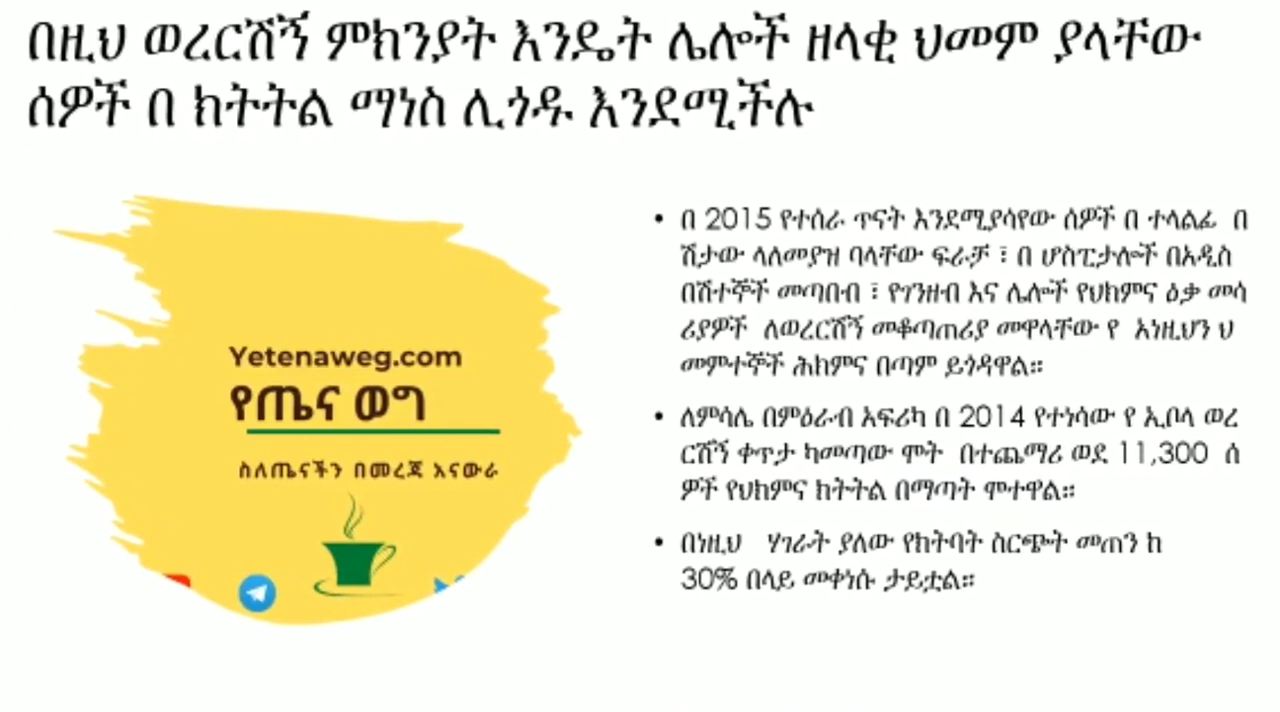 በዚህ ወረርሽኝ ምክንያት እንዴት ሌሎች ዘላቂ ህመም ያላቸው
ሰዎች በ ክትትል ማነስ ሊጎዱ እንደሚችሉ
Yetenaweg.com
የጤና ወግ
ስለጤናችን በመረጃ እናውራ
• በ 2015 የተሰራ ጥናት እንደሚያሳየው ሰዎች በ ተላልፊ በ
ሽታው ላለመያዝ ባላቸው ፍራቻ ፣ በ ሆስፒታሎች በአዲስ
በሽተኞች መጣበብ ፣ የገንዘብ እና ሌሎች የህክምና ዕቃ መሳ
ሪያዎች ለወረርሽኝ መቆጣጠሪያ መዋላቸው የ እነዚህን ህ
መምተኞች ሕክምና በጣም ይጎዳዋል።
• ለምሳሌ በምዕራብ አፍሪካ በ 2014 የተነሳው የ ኢቦላ ወረ
ርሽኝ ቀጥታ ካመጣው ሞት በተጨማሪ ወደ 11,300 ሰ
ዎች የህክምና ክትትል በማጣት ሞተዋል።
• በነዚህ ሃገራት ያለው የክትባት ስርጭት መጠን ከ
30% በላይ መቀነሱ ታይቷል።